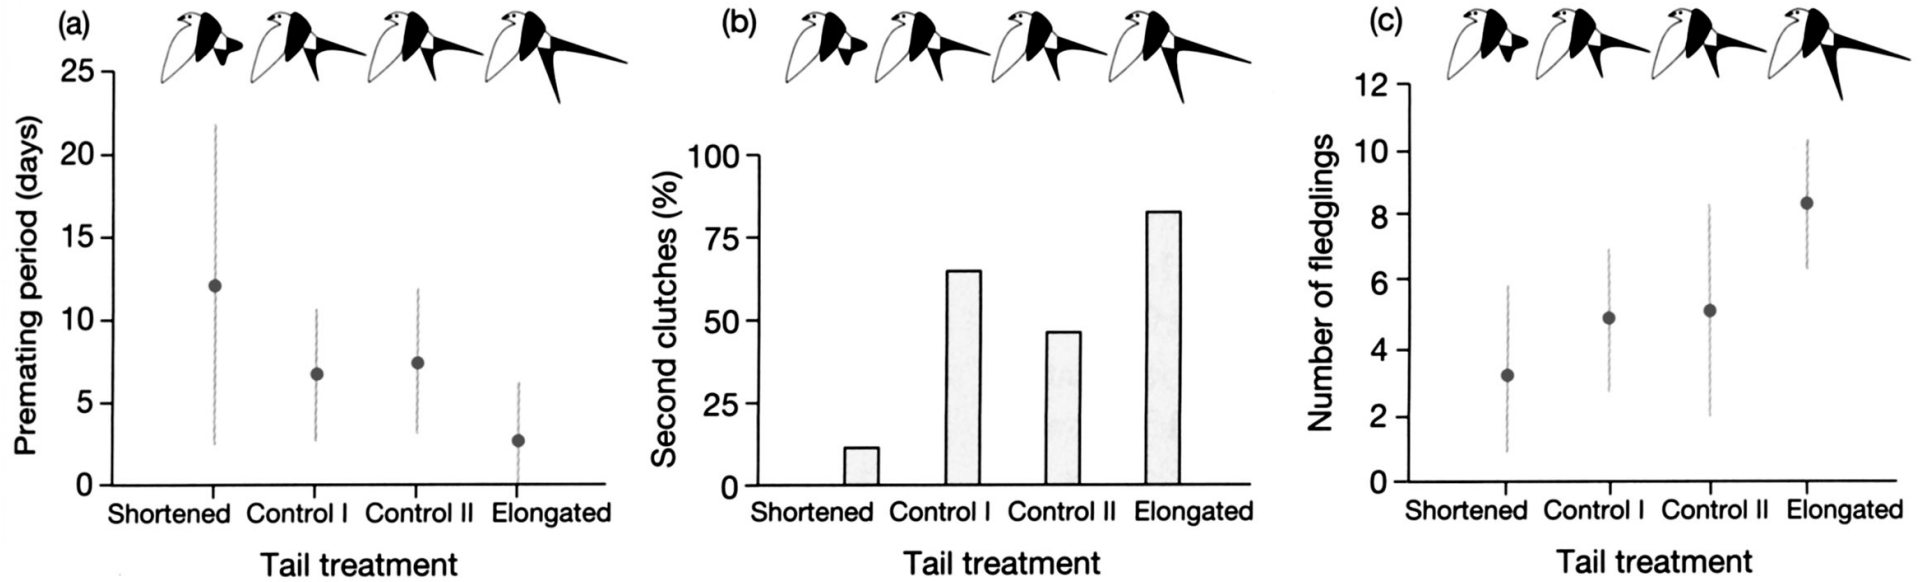 (a)
25
20
15
10
5
0
Premating period (days)
Shortened Control I Control II Elongated
Tail treatment
(b)
100
75
50
25
0
Second clutches (%)
Shortened Control I Control II Elongated
Tail treatment
(c)
12
10
8
6
4
2
0
Number of fledglings
Shortened Control I Control II Elongated
Tail treatment